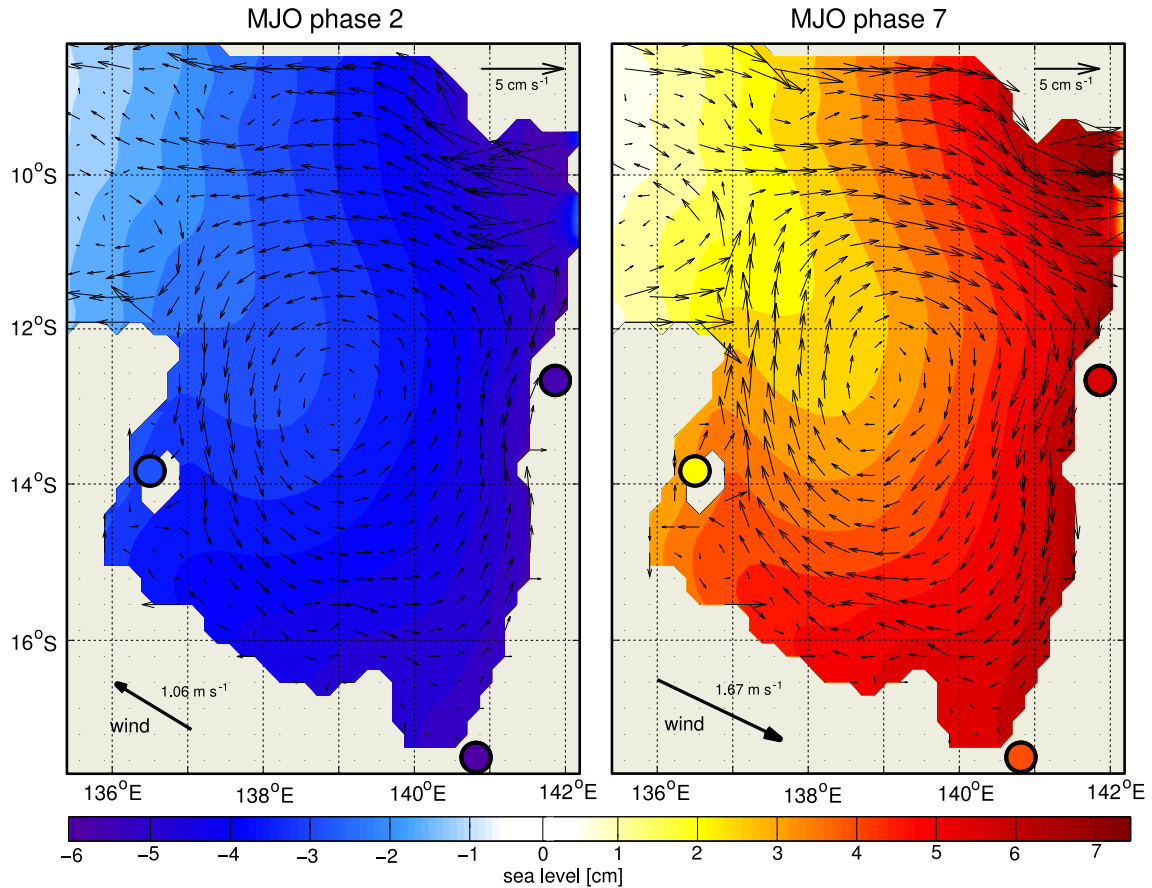 MJO phase 2
MJO phase 7
5 cm s⁻¹
5 cm s⁻¹
10°S
12°S
14°S
16°S
1.06 m s⁻¹
wind
1.67 m s⁻¹
wind
136°E
138°E
140°E
142°E
136°E
138°E
140°E
142°E
−6
−5
−4
−3
−2
−1
0
1
2
3
4
5
6
7
sea level [cm]